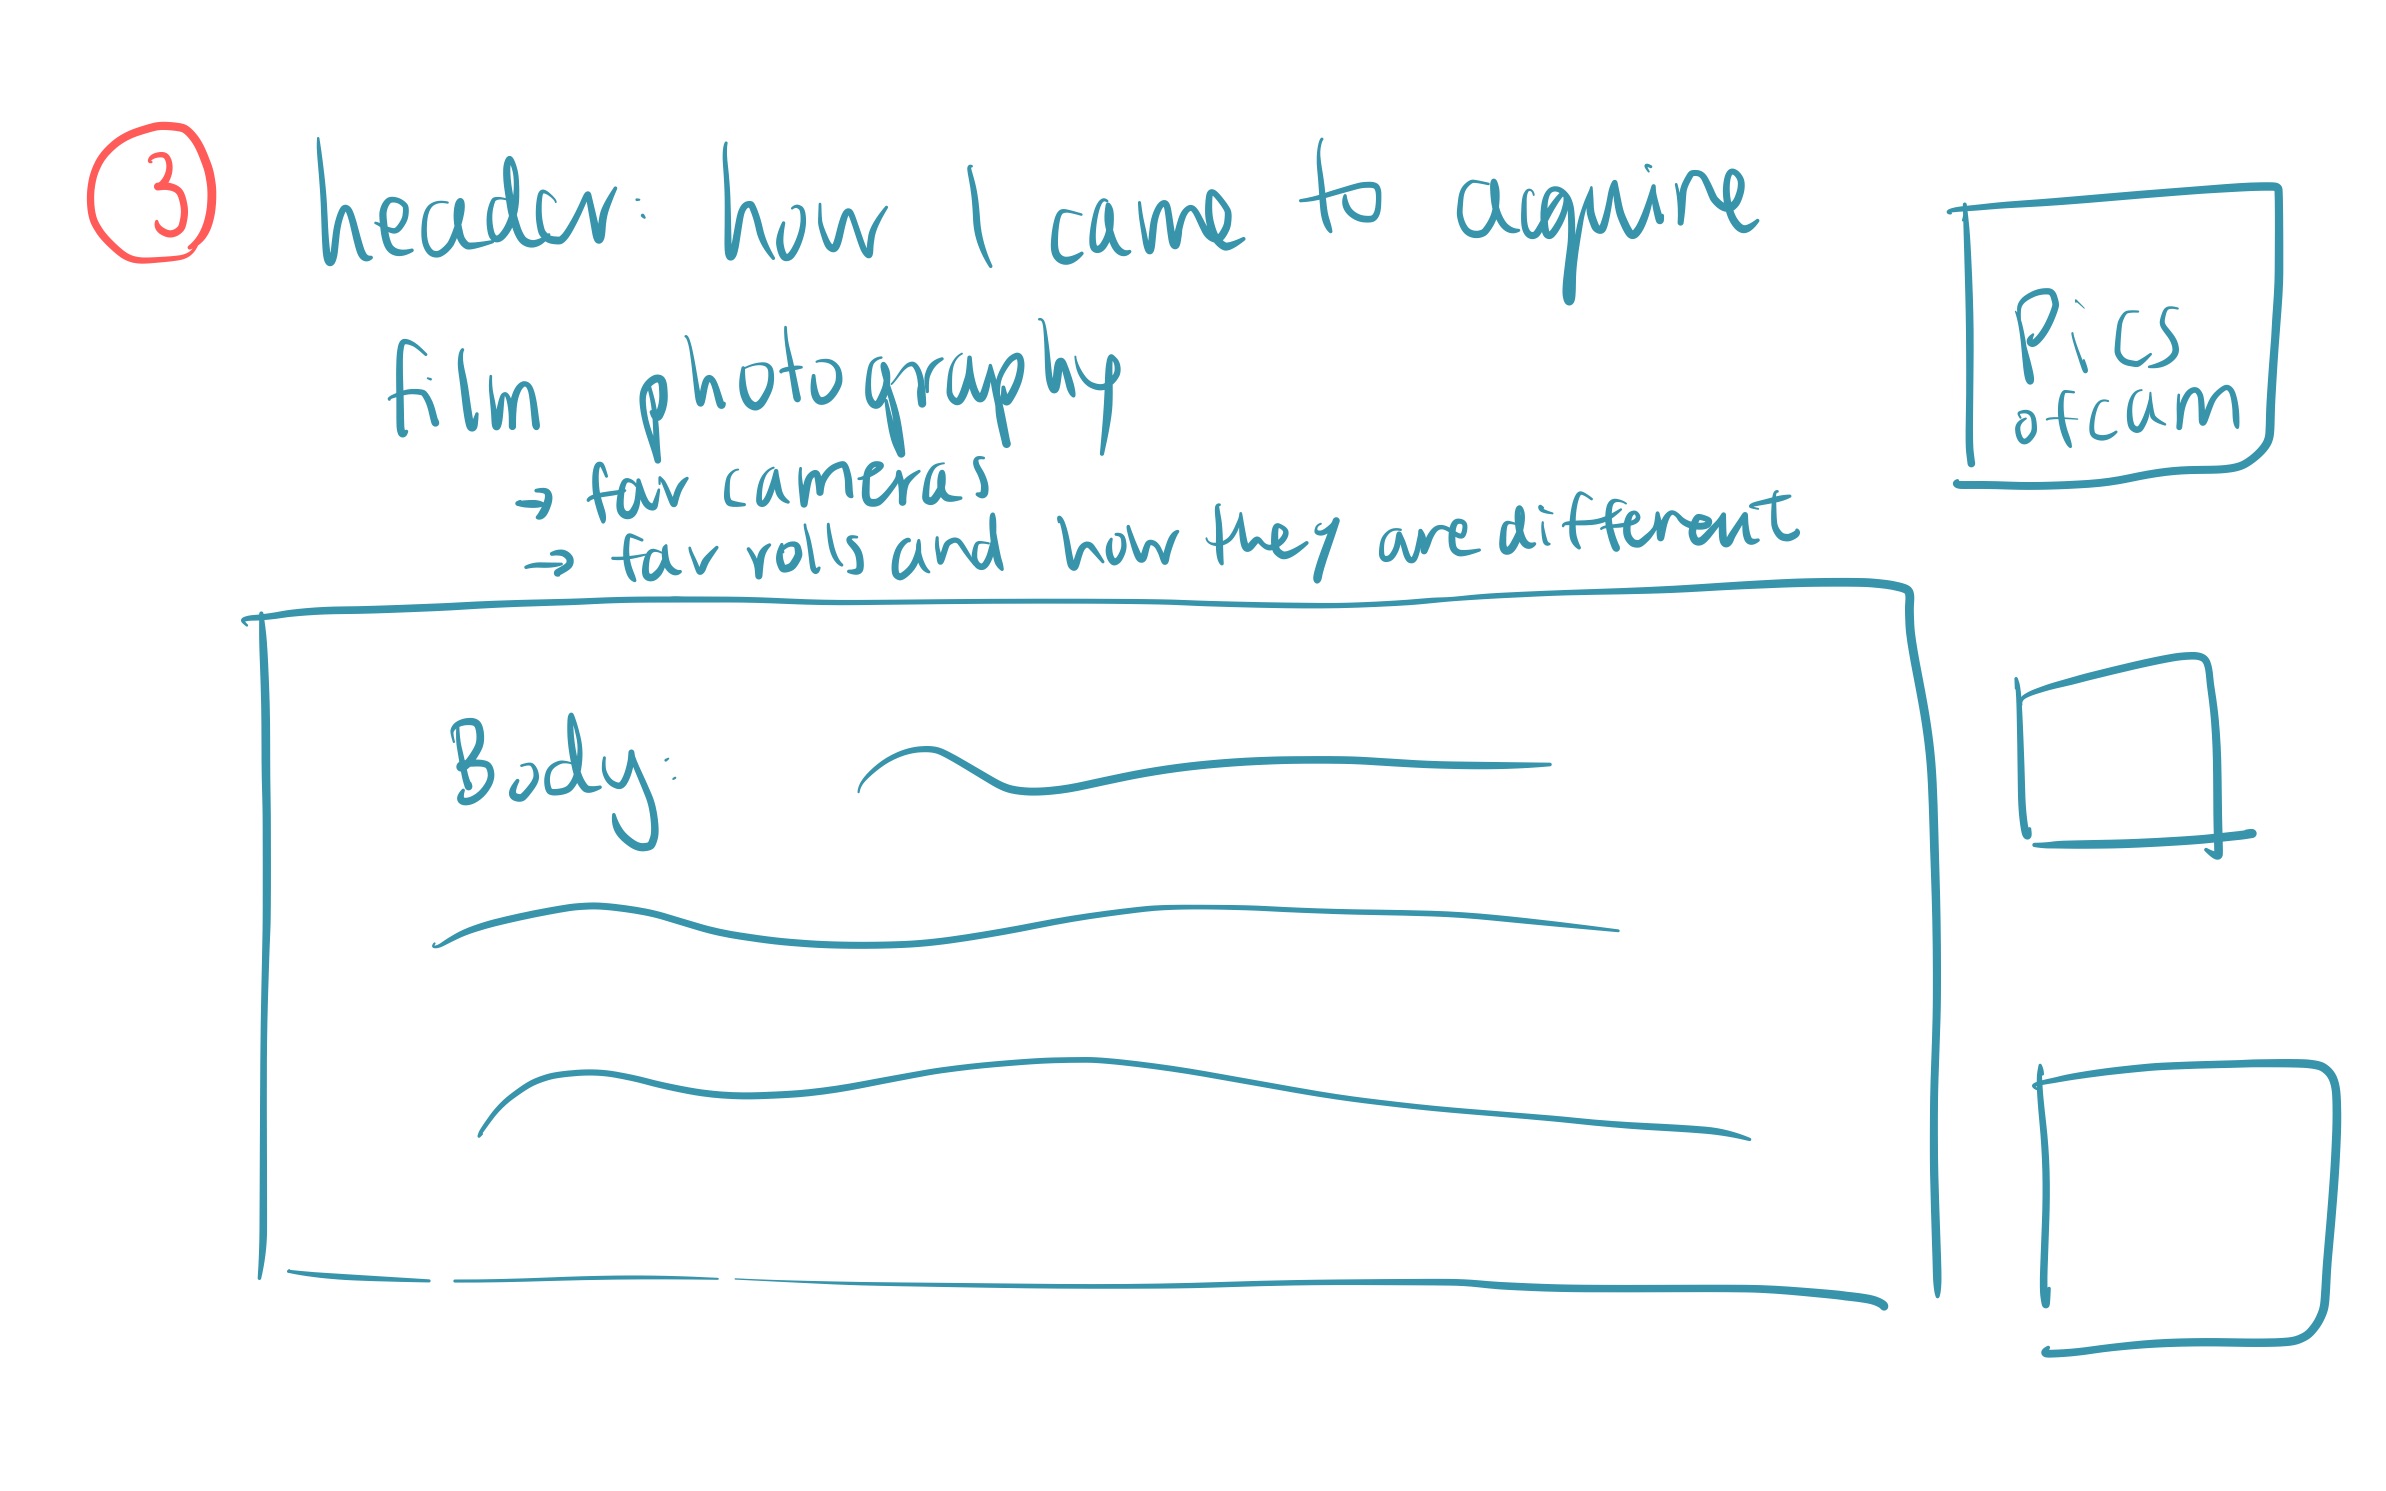 3
header: how I came to aquire
film photography
→ fav cameras
→ fav rolls and how they are different
Pics
of cam
Body: